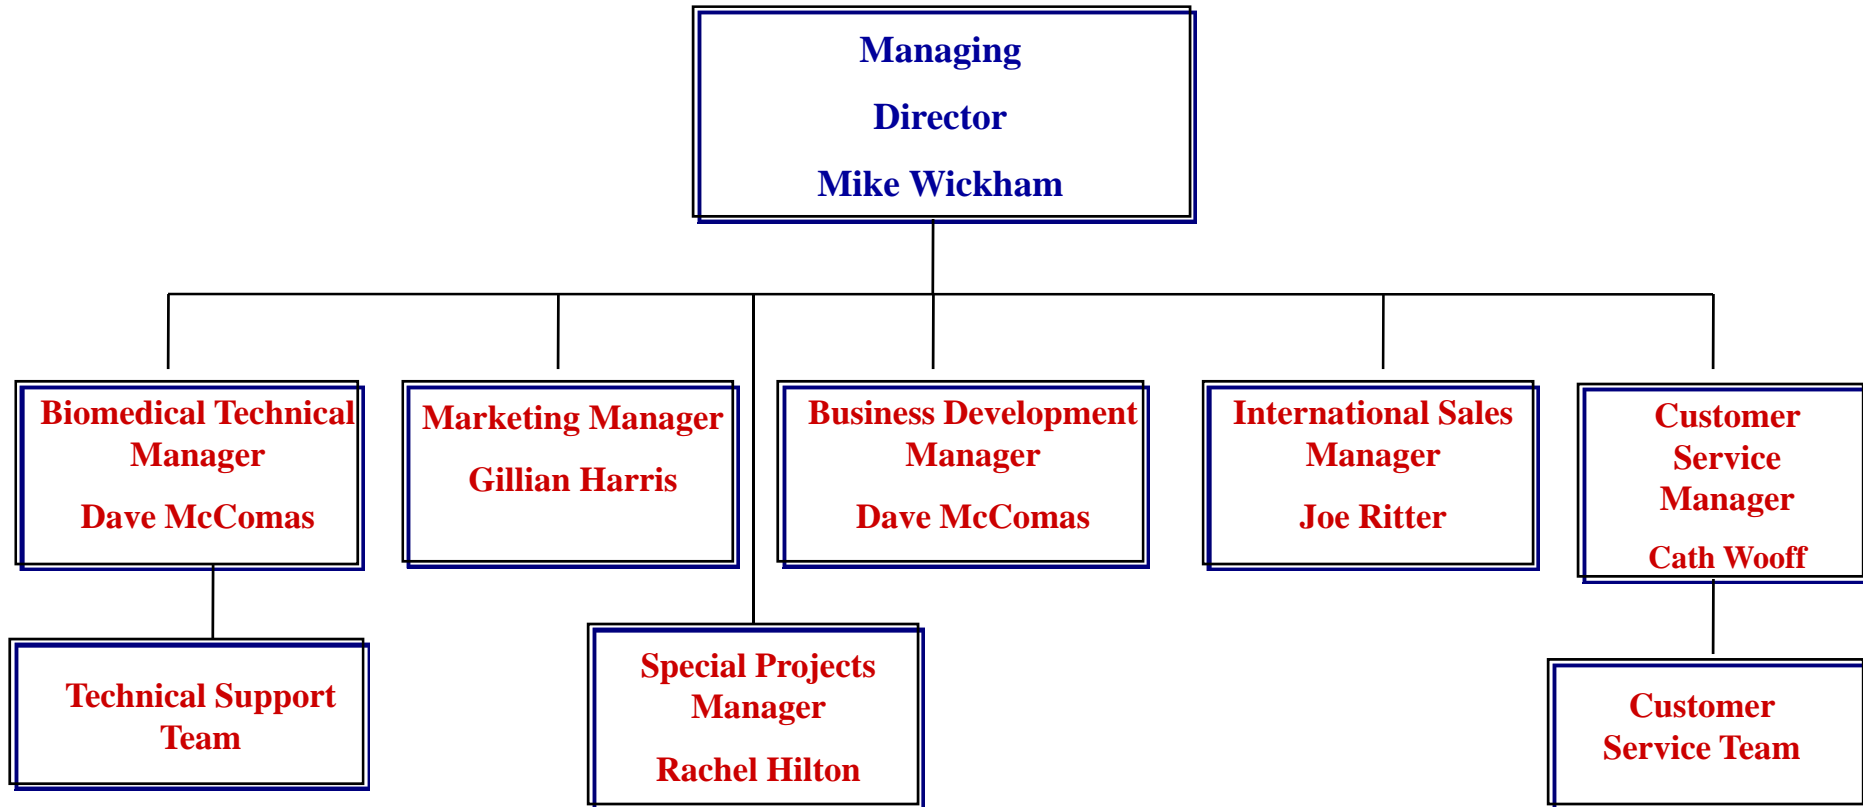 Managing
Director
Mike Wickham
Biomedical Technical
Manager
Dave McComas
Marketing Manager
Gillian Harris
Business Development
Manager
Dave McComas
International Sales
Manager
Joe Ritter
Customer
Service
Manager
Cath Wooff
Technical Support
Team
Special Projects
Manager
Rachel Hilton
Customer
Service Team